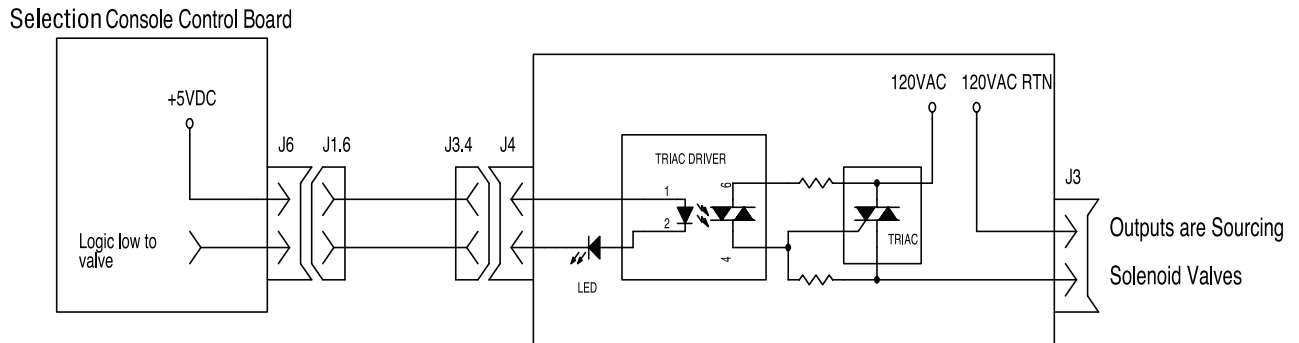 Selection Console Control Board
+5VDC
J6
J1.6
J3.4
J4
Logic low to
valve
LED
TRIAC DRIVER
1
2
6
4
TRIAC
120VAC
120VAC RTN
J3
Outputs are Sourcing
Solenoid Valves